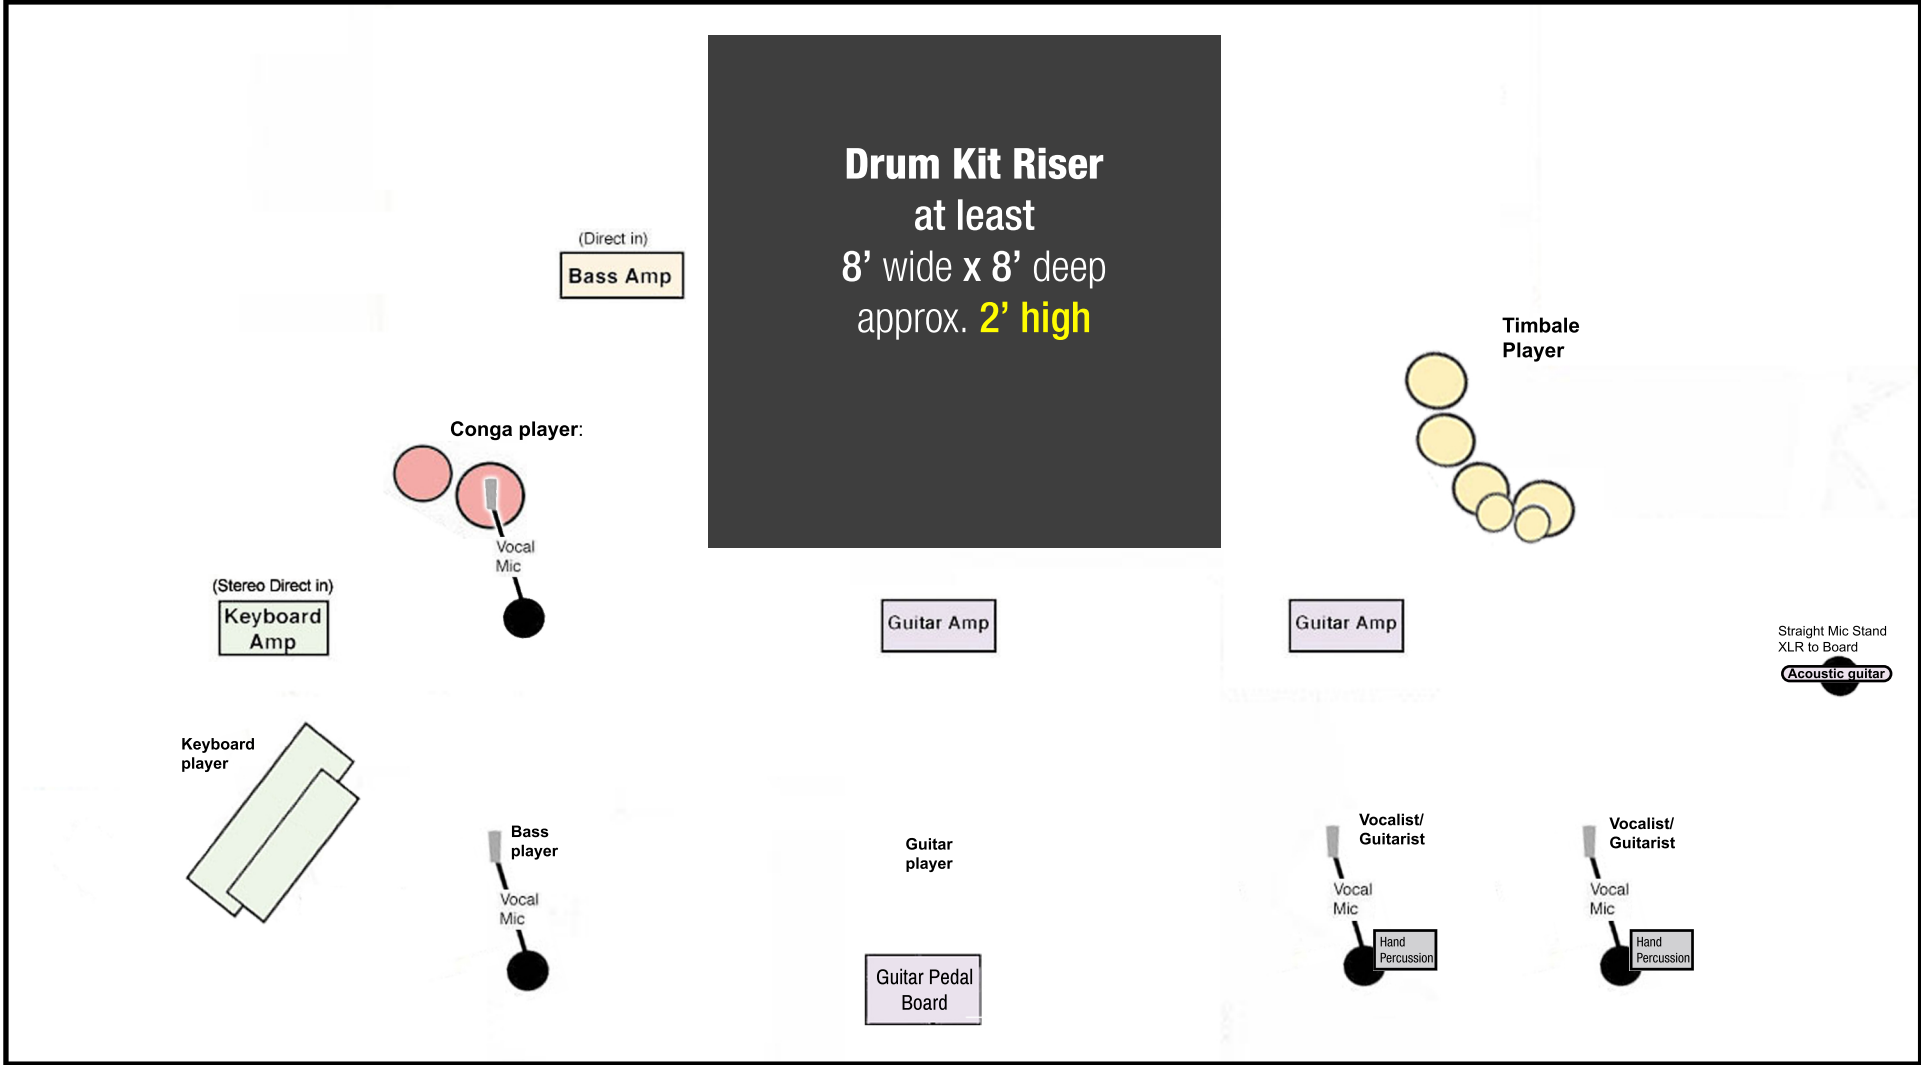 Drum Kit Riser
at least
8’ wide x 8’ deep
approx. 2’ high
(Direct in)
Bass Amp
Timbale
Player
Conga player:
Vocal
Mic
(Stereo Direct in)
Keyboard
Amp
Guitar Amp
Guitar Amp
Straight Mic Stand
XLR to Board
Acoustic guitar
Keyboard
player
Bass
player
Vocal
Mic
Guitar
player
Guitar Pedal
Board
Vocalist/
Guitarist
Vocal
Mic
Hand
Percussion
Vocalist/
Guitarist
Vocal
Mic
Hand
Percussion